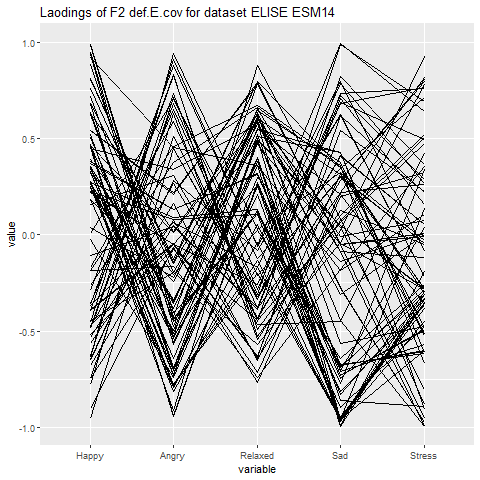 Laodings of F2 def.E.cov for dataset ELISE ESM14
1.0
0.5
0.0
-0.5
-1.0
value
Happy Angry Relaxed Sad Stress
variable